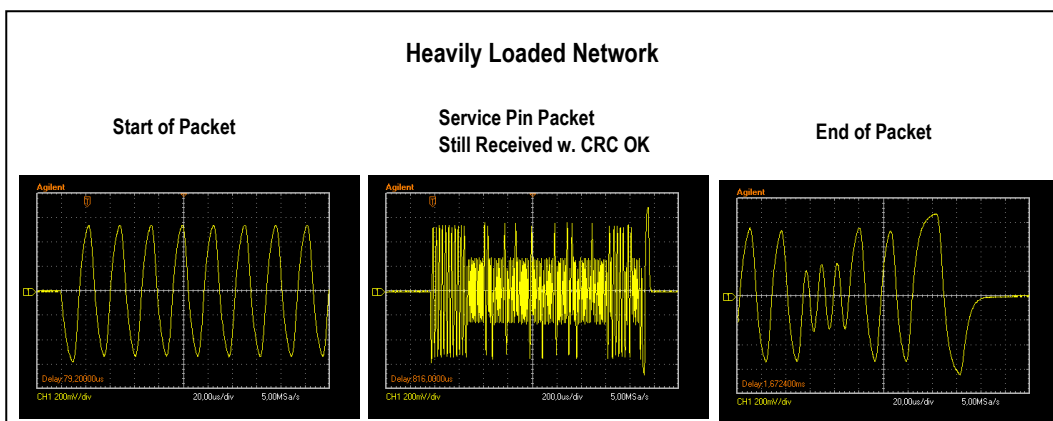 Heavily Loaded Network
Start of Packet
Service Pin Packet
Still Received w. CRC OK
End of Packet
Agilent
Delay:79,20000us
CH1 200mV/div 20,00us/div 5,00MSa/s
Agilent
Delay:816,0000us
CH1 200mV/div 200,0us/div 5,00MSa/s
Agilent
Delay:1,672400ms
CH1 200mV/div 20,00us/div 5,00MSa/s